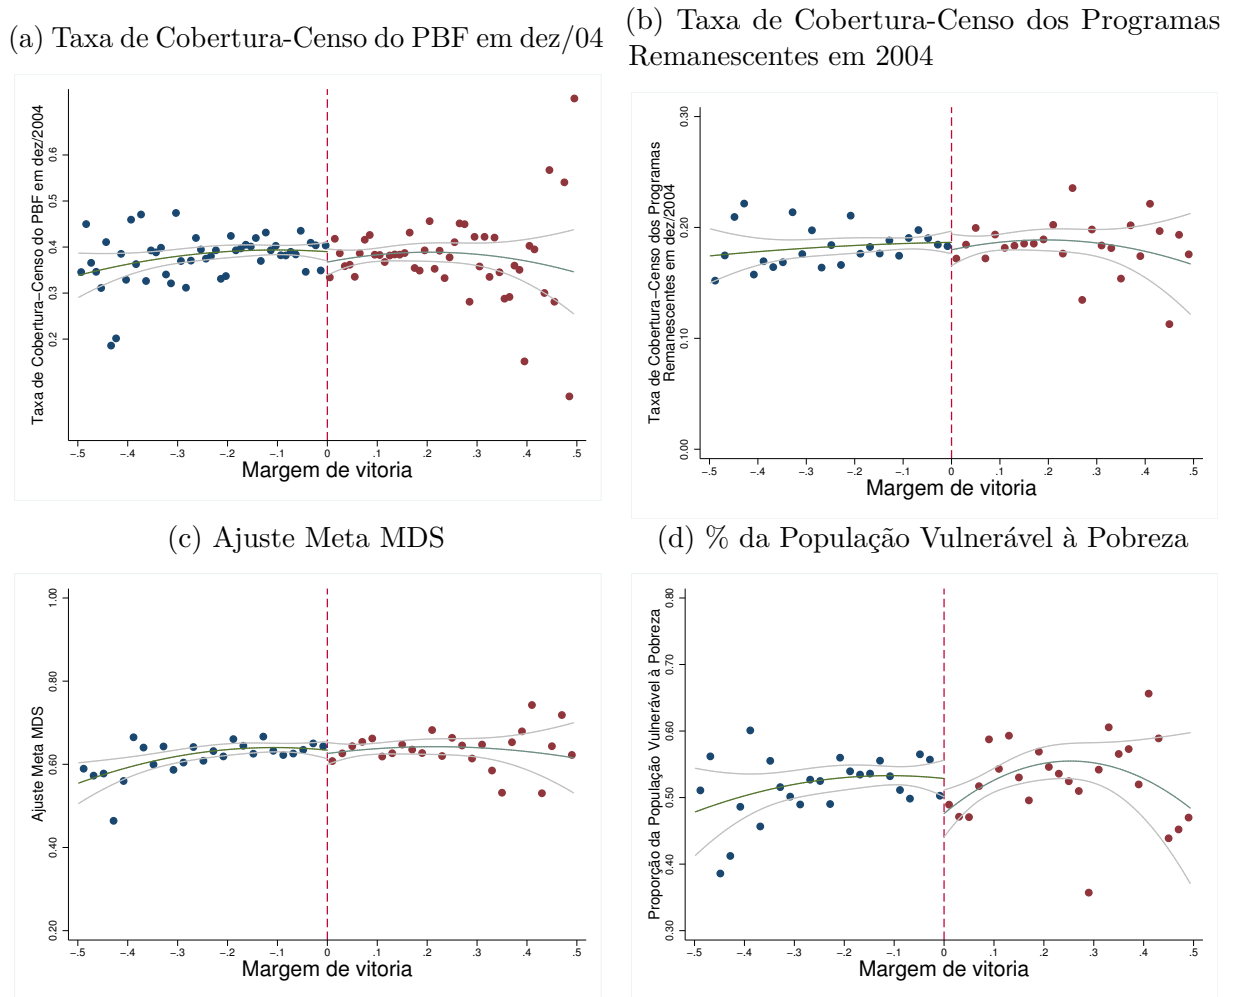 (a) Taxa de Cobertura-Censo do PBF em dez/04
Taxa de Cobertura−Censo do PBF em dez/2004
0.6
0.5
0.4
0.3
0.2
−.5 −.4 −.3 −.2 −.1 0 .1 .2 .3 .4 .5
Margem de vitoria
(b) Taxa de Cobertura-Censo dos Programas
Remanescentes em 2004
Taxa de Cobertura−Censo dos Programas
Remanescentes em dez/2004
0.30
0.20
0.10
0.00
−.5 −.4 −.3 −.2 −.1 0 .1 .2 .3 .4 .5
Margem de vitoria
(c) Ajuste Meta MDS
Ajuste Meta MDS
1.00
0.80
0.60
0.40
0.20
−.5 −.4 −.3 −.2 −.1 0 .1 .2 .3 .4 .5
Margem de vitoria
(d) % da População Vulnerável à Pobreza
Proporção da População Vulnerável à Pobreza
0.80
0.70
0.60
0.50
0.40
0.30
−.5 −.4 −.3 −.2 −.1 0 .1 .2 .3 .4 .5
Margem de vitoria